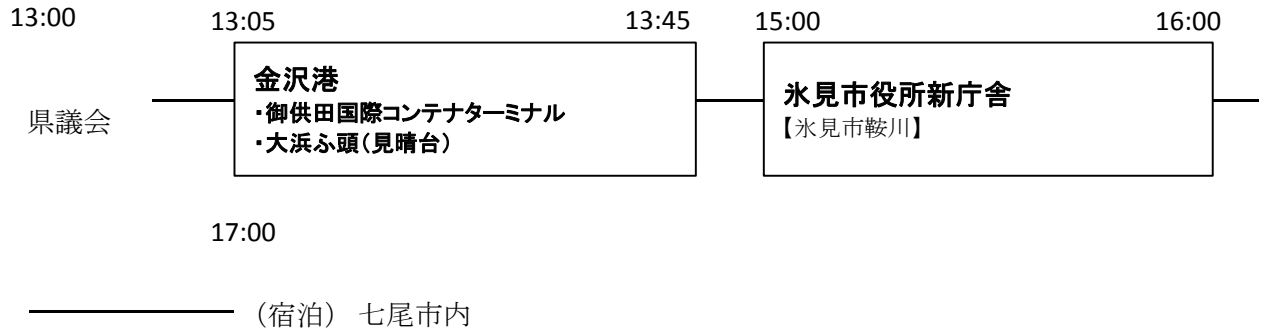 13:00
13:05
13:45
15:00
16:00
県議会
金沢港
・御供田国際コンテナターミナル
・大浜ふ頭(見晴台)
氷見市役所新庁舎
【氷見市鞍川】
17:00
(宿泊) 七尾市内